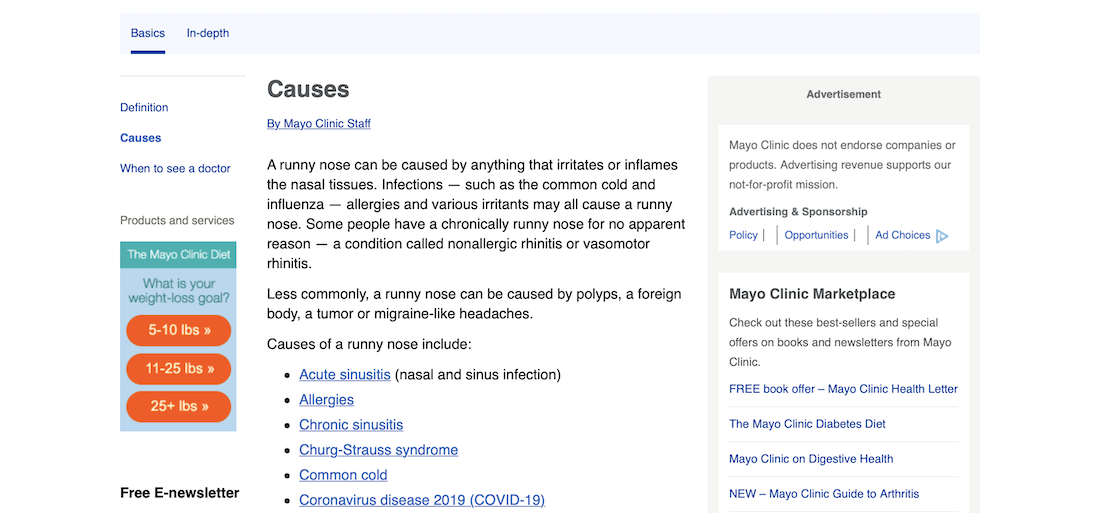 Basics
In-depth
Definition
Causes
When to see a doctor
Products and services
The Mayo Clinic Diet
What is your
weight-loss goal?
5-10 lbs »
11-25 lbs »
25+ lbs »
Free E-newsletter
Causes
By Mayo Clinic Staff
A runny nose can be caused by anything that irritates or inflames
the nasal tissues. Infections — such as the common cold and
influenza — allergies and various irritants may all cause a runny
nose. Some people have a chronically runny nose for no apparent
reason — a condition called nonallergic rhinitis or vasomotor
rhinitis.
Less commonly, a runny nose can be caused by polyps, a foreign
body, a tumor or migraine-like headaches.
Causes of a runny nose include:
• Acute sinusitis (nasal and sinus infection)
• Allergies
• Chronic sinusitis
• Churg-Strauss syndrome
• Common cold
• Coronavirus disease 2019 (COVID-19)
Advertisement
Mayo Clinic does not endorse companies or
products. Advertising revenue supports our
not-for-profit mission.
Advertising & Sponsorship
Policy | Opportunities | Ad Choices
Mayo Clinic Marketplace
Check out these best-sellers and special
offers on books and newsletters from Mayo
Clinic.
FREE book offer – Mayo Clinic Health Letter
The Mayo Clinic Diabetes Diet
Mayo Clinic on Digestive Health
NEW – Mayo Clinic Guide to Arthritis